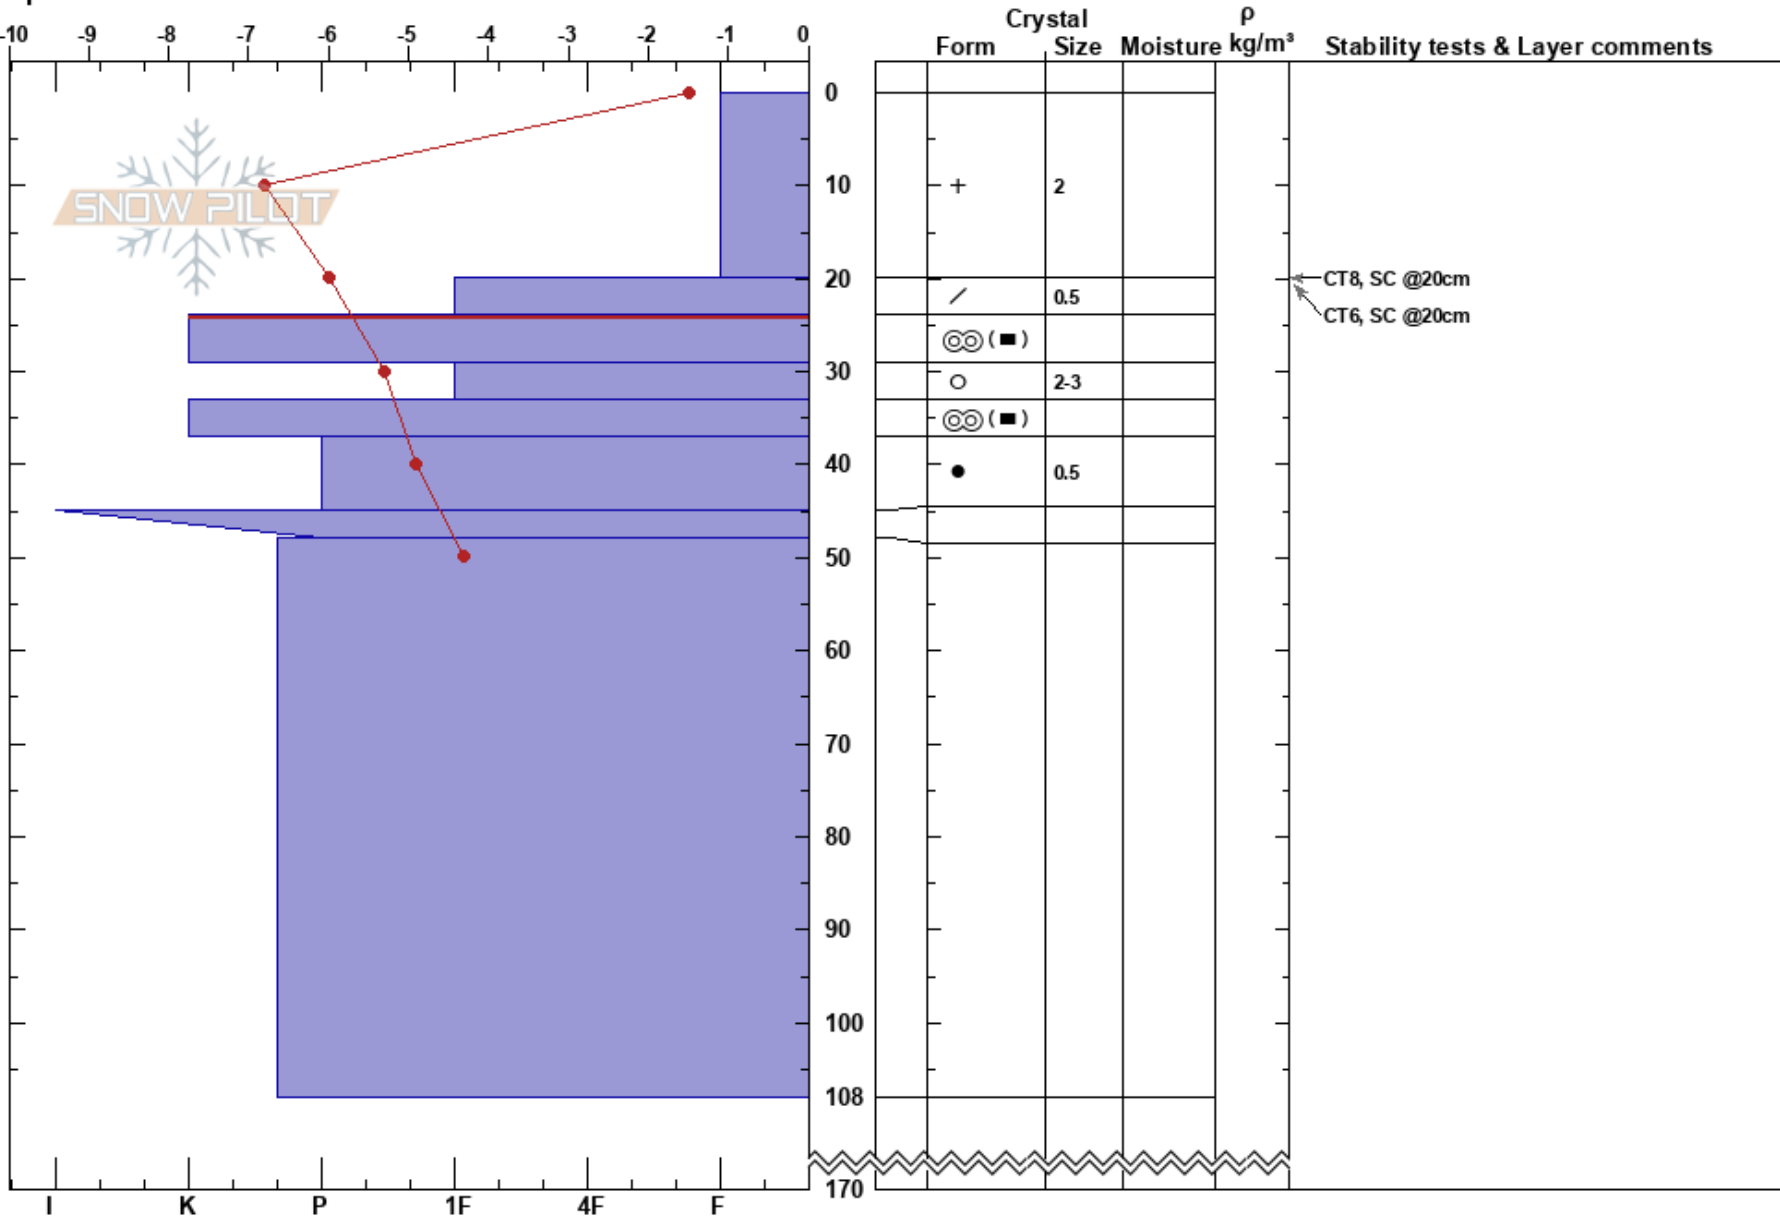 Crystal ρ
-10 -9 -8 -7 -6 -5 -4 -3 -2 -1 0
Form Size Moisture kg/m³ Stability tests & Layer comments
0
10 + 2
SNOW PILOT
20 CT8, SC @20cm
/ 0.5
CT6, SC @20cm
(■)
30
2-3
(■)
40
0.5
50
60
70
80
90
100
108
170
I K P 1F 4F F